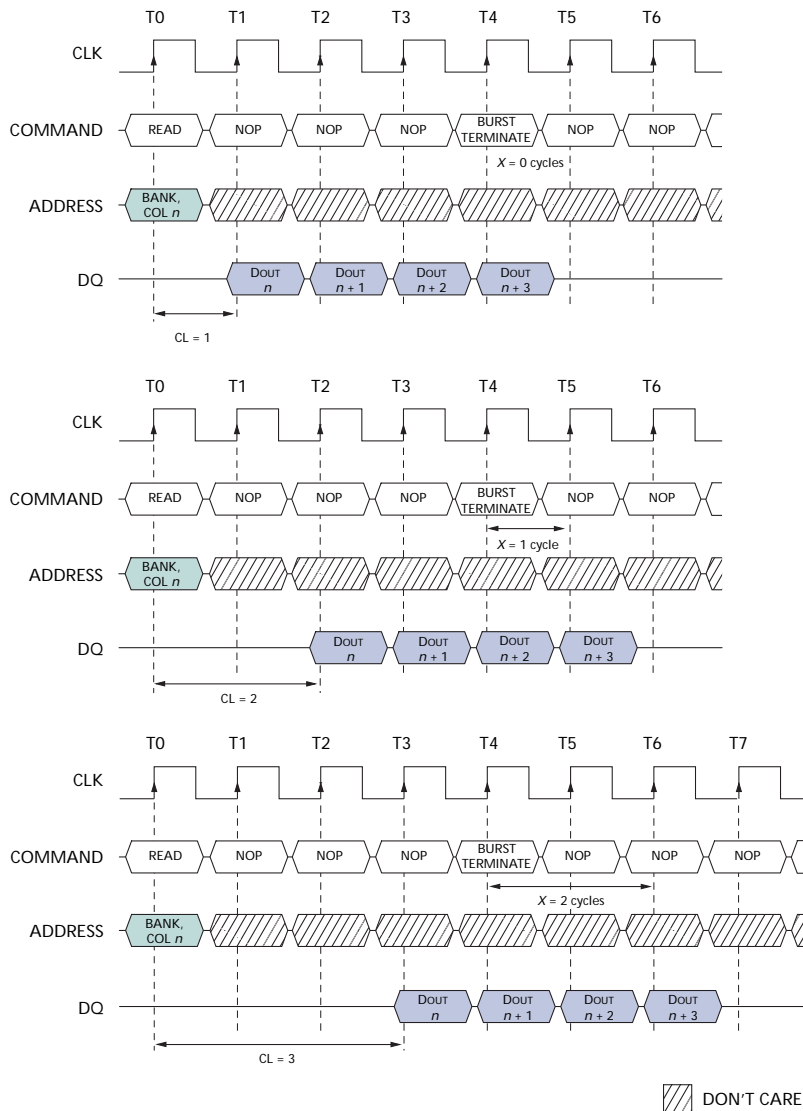 T0 T1 T2 T3 T4 T5 T6
CLK
COMMAND READ NOP NOP NOP BURST TERMINATE NOP NOP
X = 0 cycles
ADDRESS BANK, COL n
DQ DOUT n DOUT n + 1 DOUT n + 2 DOUT n + 3
CL = 1
T0 T1 T2 T3 T4 T5 T6
CLK
COMMAND READ NOP NOP NOP BURST TERMINATE NOP NOP
X = 1 cycle
ADDRESS BANK, COL n
DQ DOUT n DOUT n + 1 DOUT n + 2 DOUT n + 3
CL = 2
T0 T1 T2 T3 T4 T5 T6 T7
CLK
COMMAND READ NOP NOP NOP BURST TERMINATE NOP NOP NOP
X = 2 cycles
ADDRESS BANK, COL n
DQ DOUT n DOUT n + 1 DOUT n + 2 DOUT n + 3
CL = 3
DON'T CARE